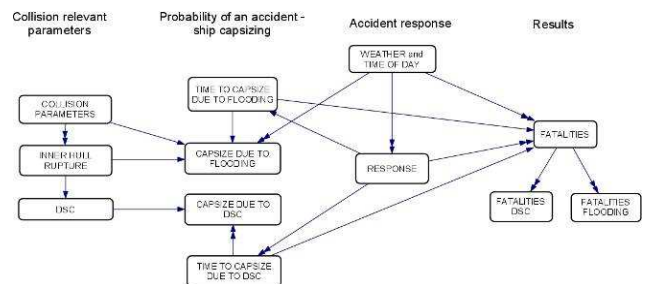 Collision relevant
parameters
Probability of an accident -
ship capsizing
Accident response
Results
WEATHER and
TIME OF DAY
TIME TO CAPSIZE
DUE TO FLOODING
COLLISION
PARAMETERS
FATALITIES
INNER HULL
RUPTURE
CAPSIZE DUE TO
FLOODING
RESPONSE
DSC
CAPSIZE DUE TO
DSC
FATALITIES
DSC
FATALITIES
FLOODING
TIME TO CAPSIZE
DUE TO DSC